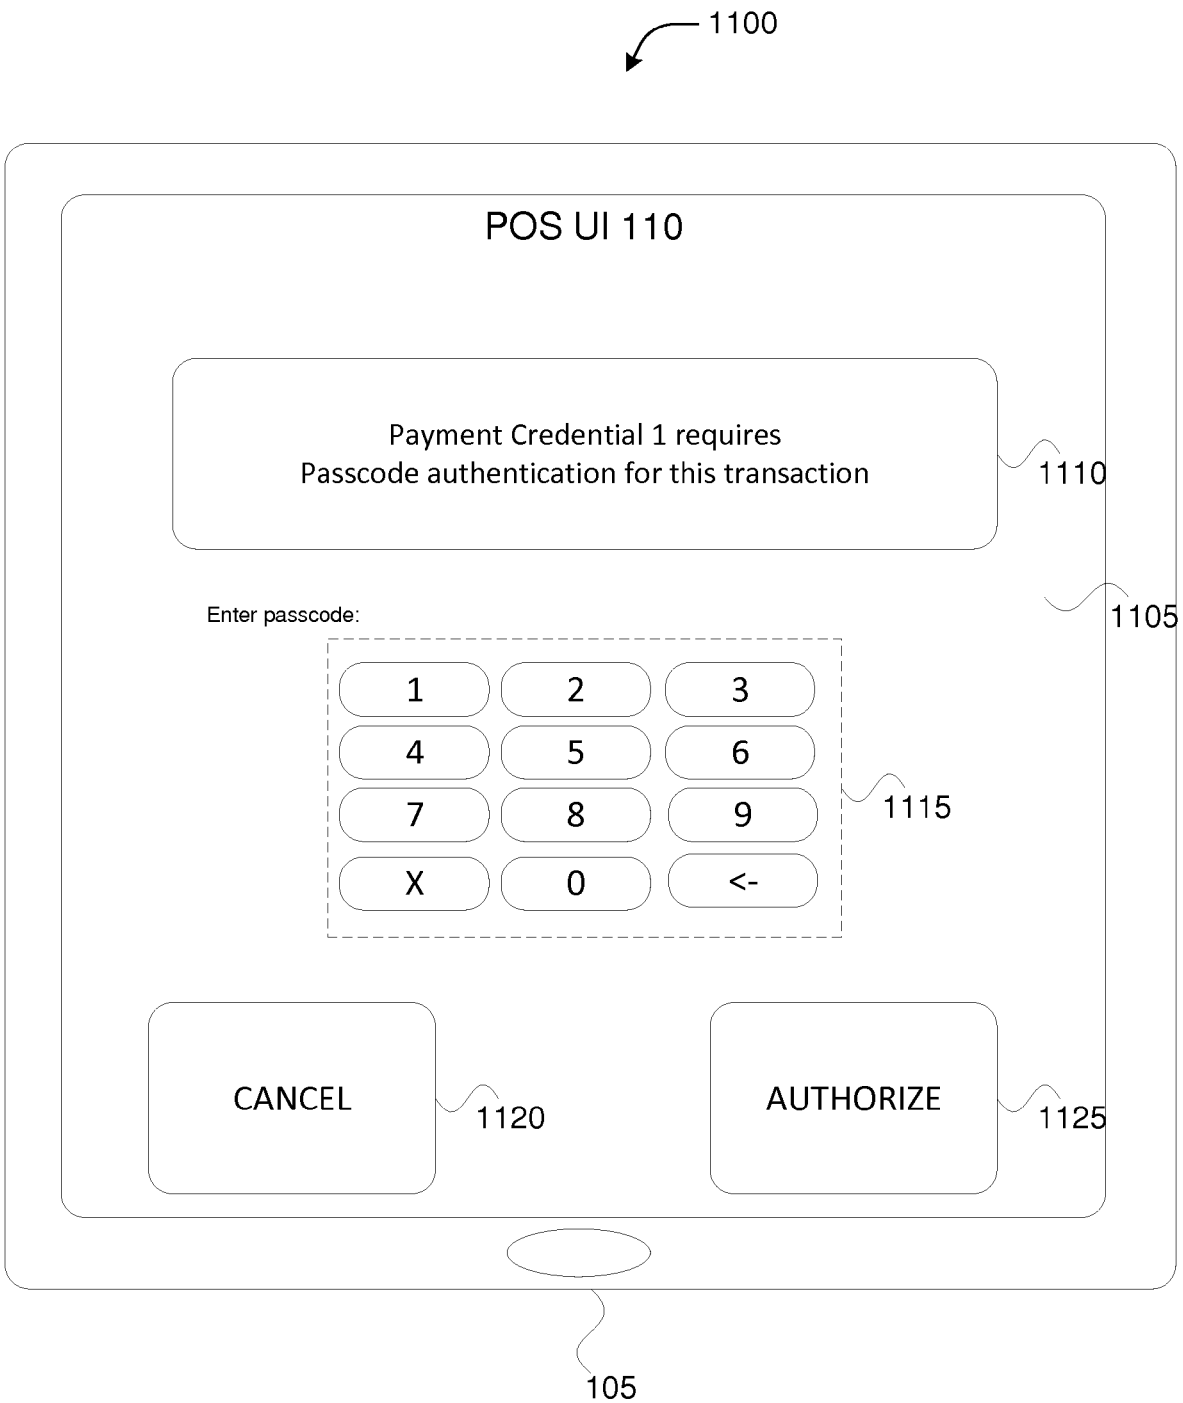 1100
POS UI 110
Payment Credential 1 requires
Passcode authentication for this transaction
1110
1105
Enter passcode:
1 2 3
4 5 6
7 8 9
X 0 <-
1115
CANCEL
1120
AUTHORIZE
1125
105